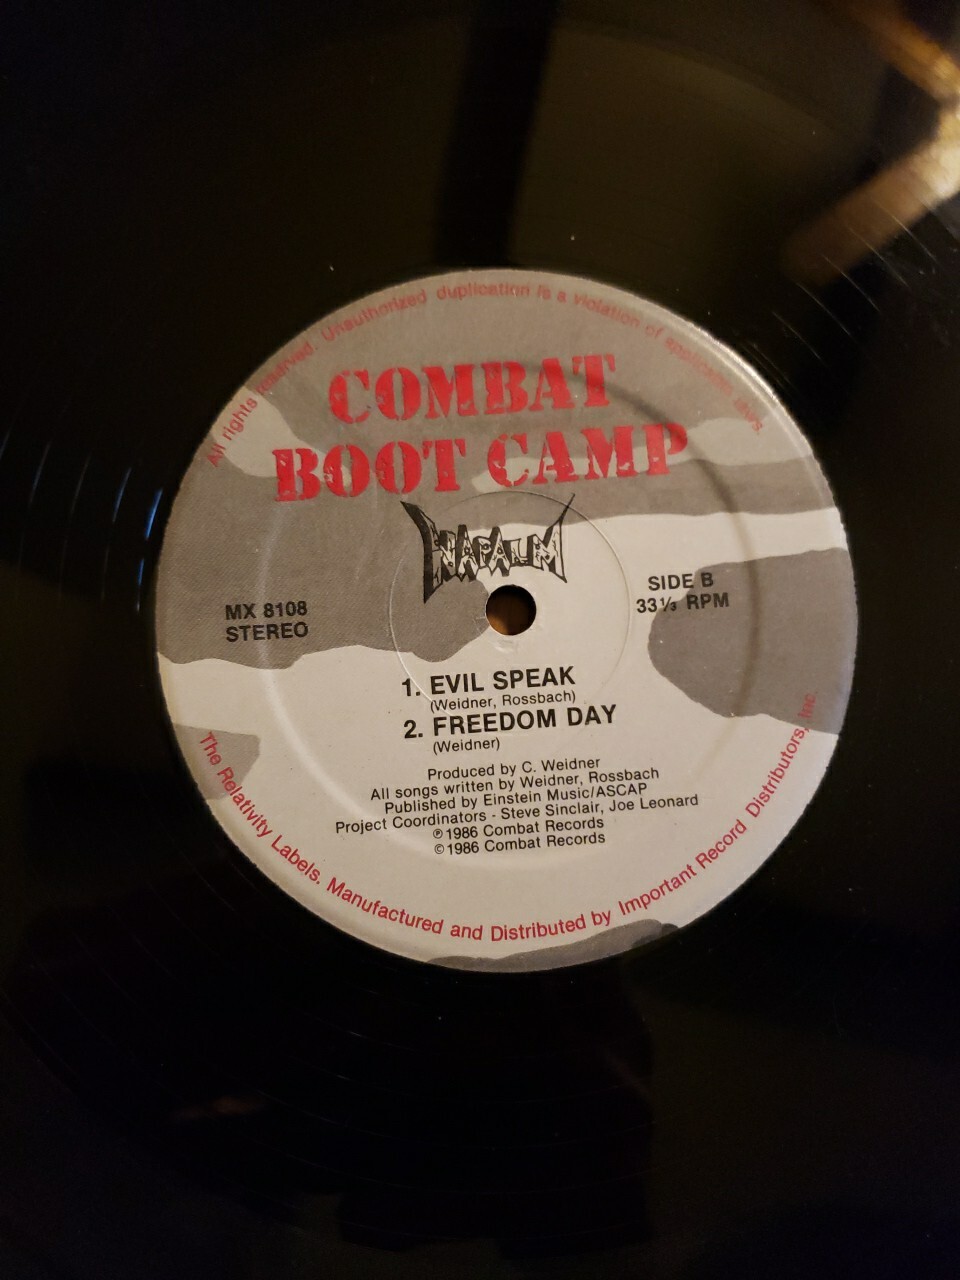 All rights reserved. Unauthorized duplication is a violation of applicable laws.
COMBAT
BOOT CAMP
NAPALM
MX 8108
STEREO
SIDE B
33⅓ RPM
1. EVIL SPEAK
(Weidner, Rossbach)
2. FREEDOM DAY
(Weidner)
Produced by C. Weidner
All songs written by Weidner, Rossbach
Published by Einstein Music/ASCAP
Project Coordinators - Steve Sinclair, Joe Leonard
℗ 1986 Combat Records
© 1986 Combat Records
The Relativity Labels. Manufactured and Distributed by Important Record Distributors, Inc.